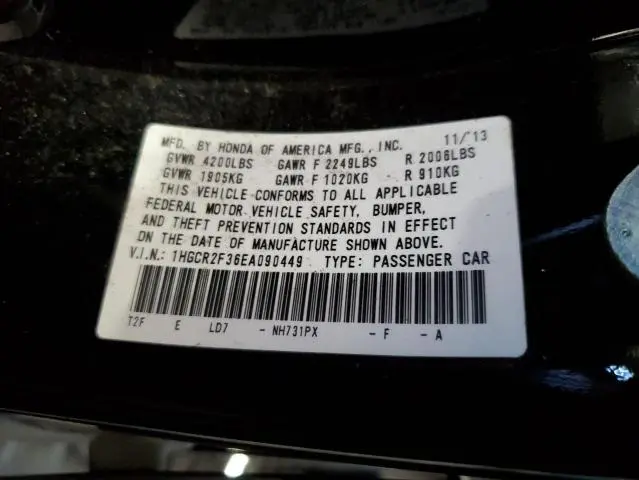 MFD. BY HONDA OF AMERICA MFG., INC. 11/'13
GVWR 4200LBS GAWR F 2249LBS R 2006LBS
GVWR 1905KG GAWR F 1020KG R 910KG
THIS VEHICLE CONFORMS TO ALL APPLICABLE
FEDERAL MOTOR VEHICLE SAFETY, BUMPER,
AND THEFT PREVENTION STANDARDS IN EFFECT
ON THE DATE OF MANUFACTURE SHOWN ABOVE.
V.I.N.: 1HGCR2F36EA090449 TYPE: PASSENGER CAR
T2F E LD7 - NH731PX - F - A